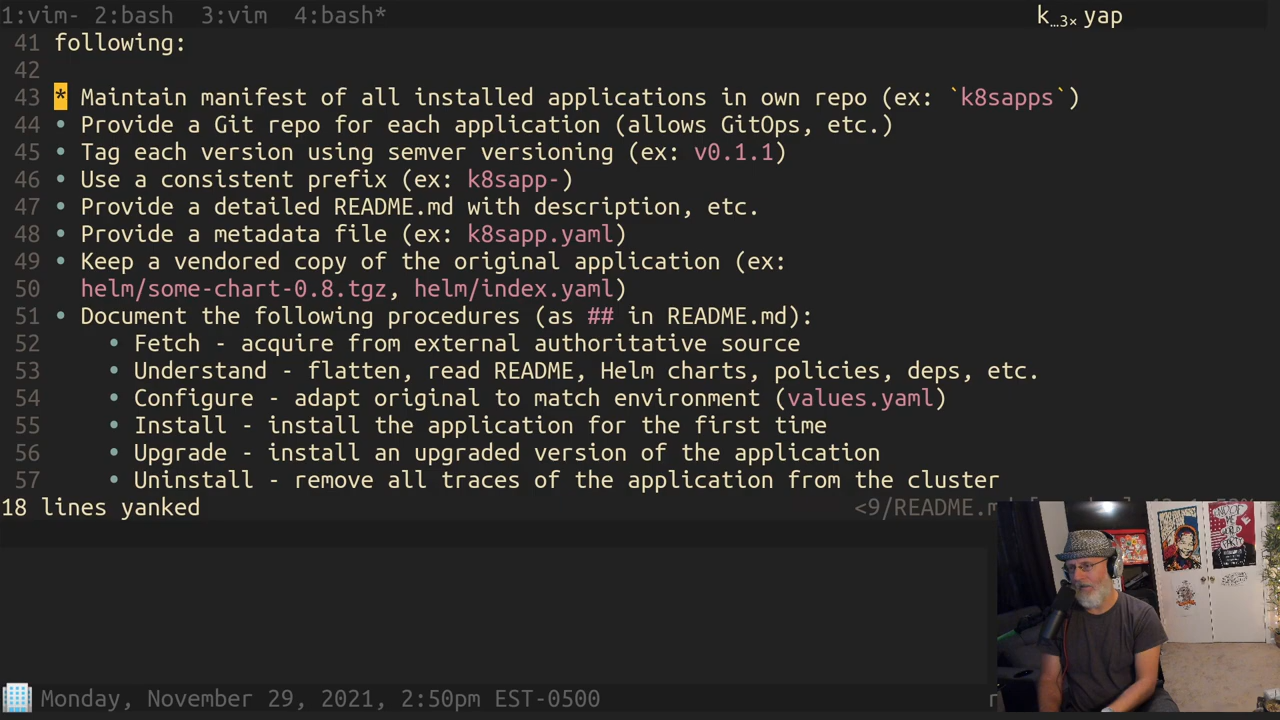 1:vim- 2:bash 3:vim 4:bash* k…3× yap
41 following:
42
43 * Maintain manifest of all installed applications in own repo (ex: `k8sapps`)
44 • Provide a Git repo for each application (allows GitOps, etc.)
45 • Tag each version using semver versioning (ex: v0.1.1)
46 • Use a consistent prefix (ex: k8sapp-)
47 • Provide a detailed README.md with description, etc.
48 • Provide a metadata file (ex: k8sapp.yaml)
49 • Keep a vendored copy of the original application (ex:
50 helm/some-chart-0.8.tgz, helm/index.yaml)
51 • Document the following procedures (as ## in README.md):
52 • Fetch - acquire from external authoritative source
53 • Understand - flatten, read README, Helm charts, policies, deps, etc.
54 • Configure - adapt original to match environment (values.yaml)
55 • Install - install the application for the first time
56 • Upgrade - install an upgraded version of the application
57 • Uninstall - remove all traces of the application from the cluster
18 lines yanked <9/README.m
Monday, November 29, 2021, 2:50pm EST-0500